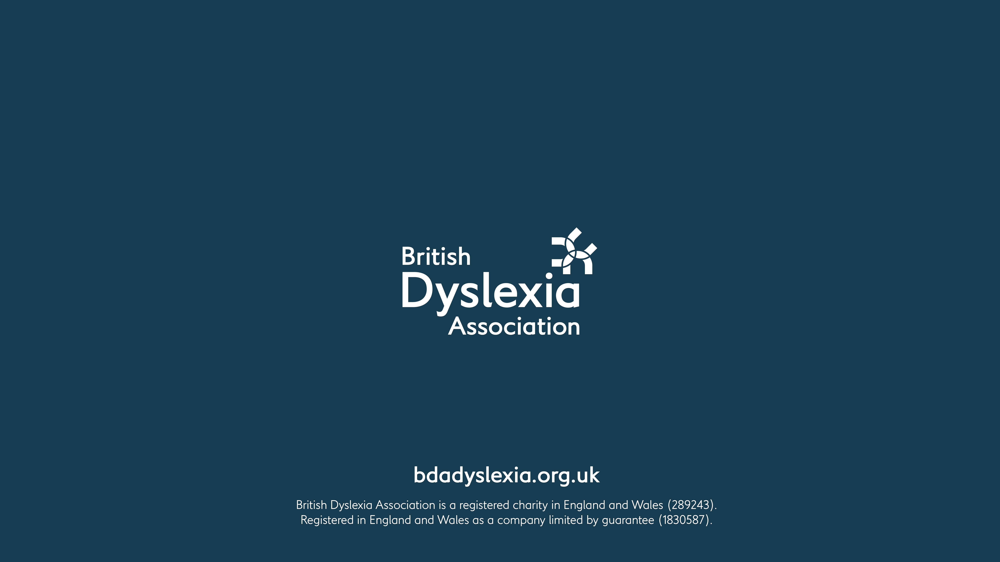 British
Dyslexia
Association
bdadyslexia.org.uk
British Dyslexia Association is a registered charity in England and Wales (289243).
Registered in England and Wales as a company limited by guarantee (1830587).